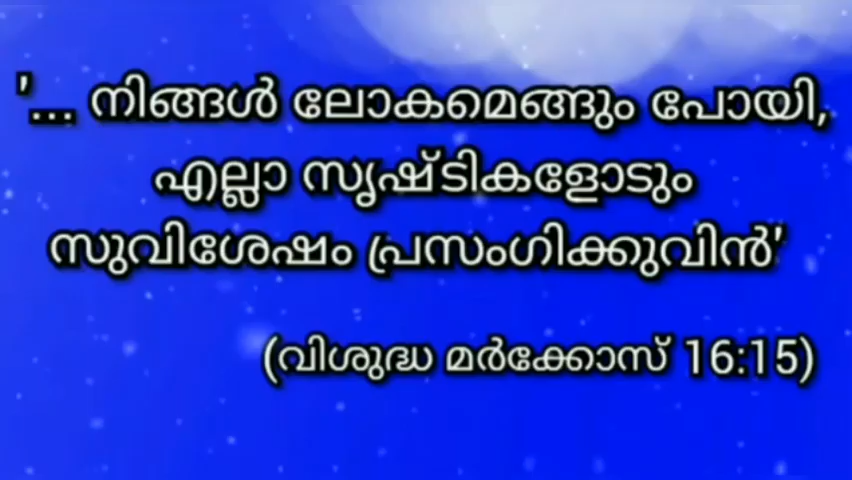 '... നിങ്ങൾ ലോകമെങ്ങും പോയി,
എല്ലാ സൃഷ്ടികളോടും
സുവിശേഷം പ്രസംഗിക്കുവിൻ'
(വിശുദ്ധ മർക്കോസ് 16:15)